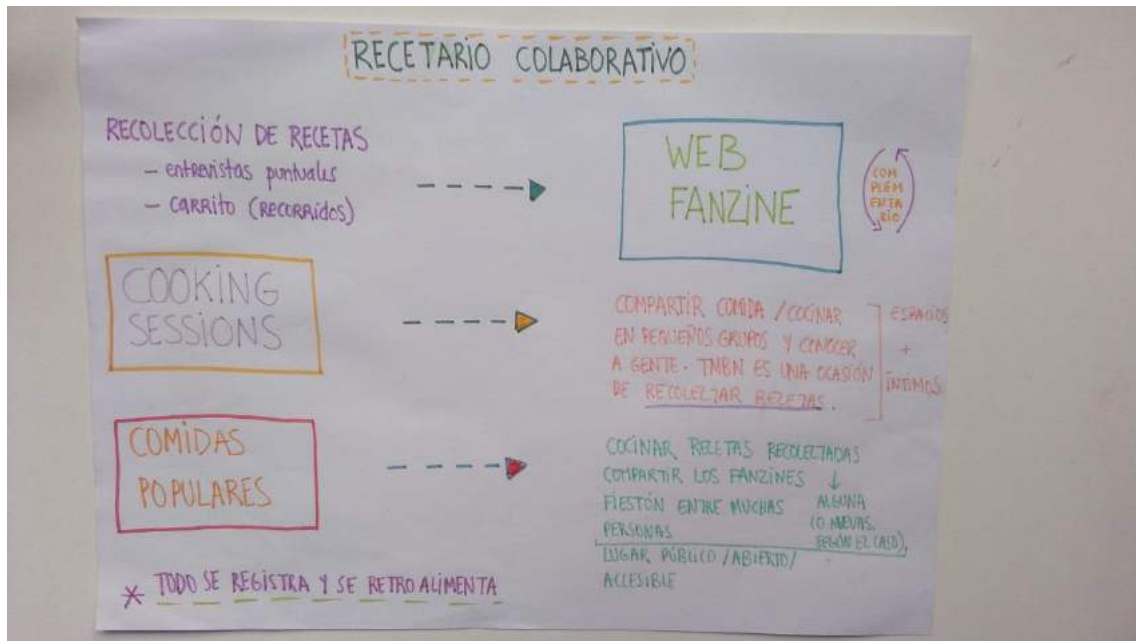 RECETARIO COLABORATIVO
RECOLECCIÓN DE RECETAS
- entrevistas puntuales
- CARRITO (RECORRIDOS)
WEB
FANZINE
COM
PLEM
ENTA
RIO
COOKING
SESSIONS
COMPARTIR COMIDA / COCINAR
EN PEQUEÑOS GRUPOS Y CONOCER
A GENTE. TMBN ES UNA OCASIÓN
DE RECOLECTAR RECETAS.
ESPACIOS
+
ÍNTIMOS
COMIDAS
POPULARES
COCINAR RECETAS RECOLECTADAS
COMPARTIR LOS FANZINES
FIESTÓN ENTRE MUCHAS
PERSONAS
ALGUNA
(O NUEVAS,
SEGÚN EL CASO)
LUGAR PÚBLICO / ABIERTO /
ACCESIBLE
* TODO SE REGISTRA Y SE RETROALIMENTA